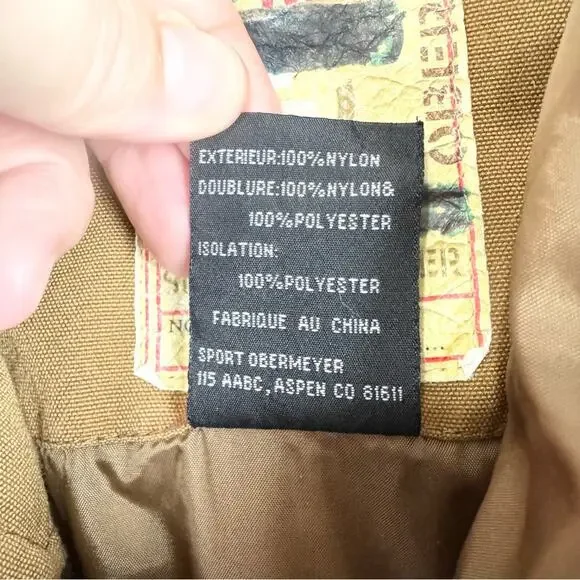 EXTERIEUR:100%NYLON
DOUBLURE:100%NYLON&
100%POLYESTER
ISOLATION:
100%POLYESTER
FABRIQUE AU CHINA
SPORT OBERMEYER
115 AABC,ASPEN CO 81611